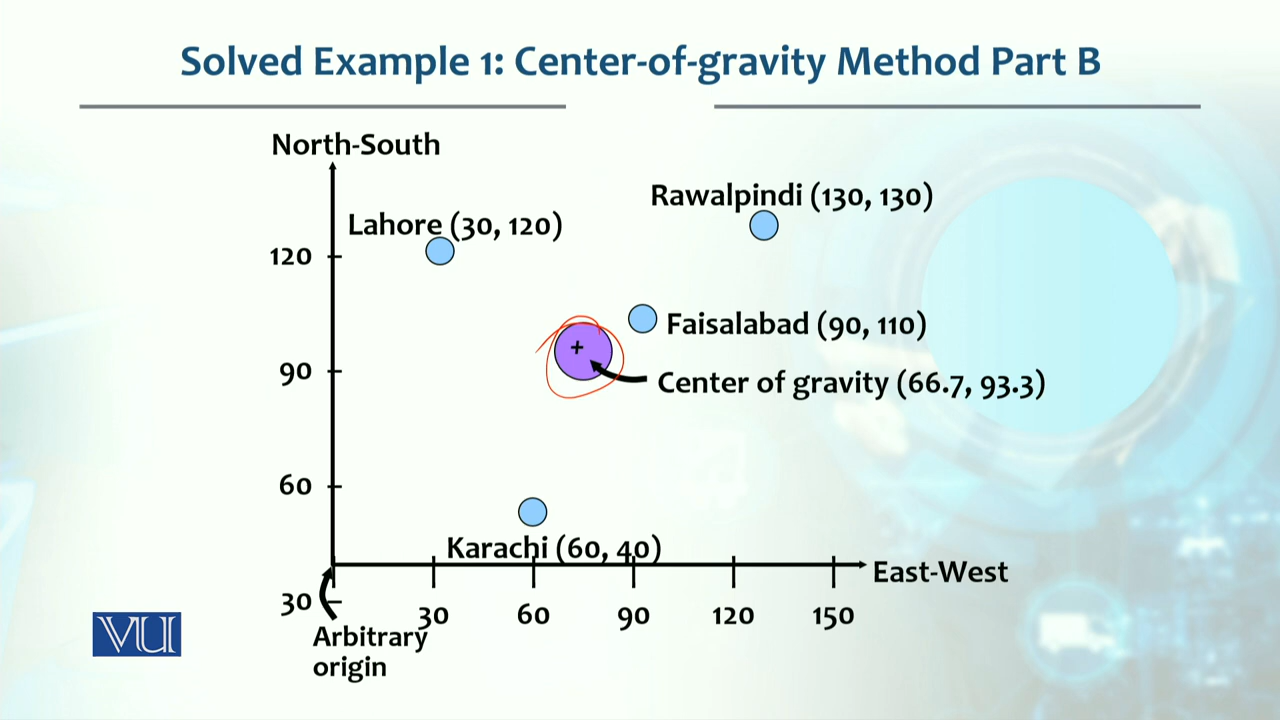 Solved Example 1: Center-of-gravity Method Part B
North-South
Rawalpindi (130, 130)
Lahore (30, 120)
120
Faisalabad (90, 110)
90
+
Center of gravity (66.7, 93.3)
60
Karachi (60, 40)
East-West
30
30 60 90 120 150
Arbitrary
origin
VU